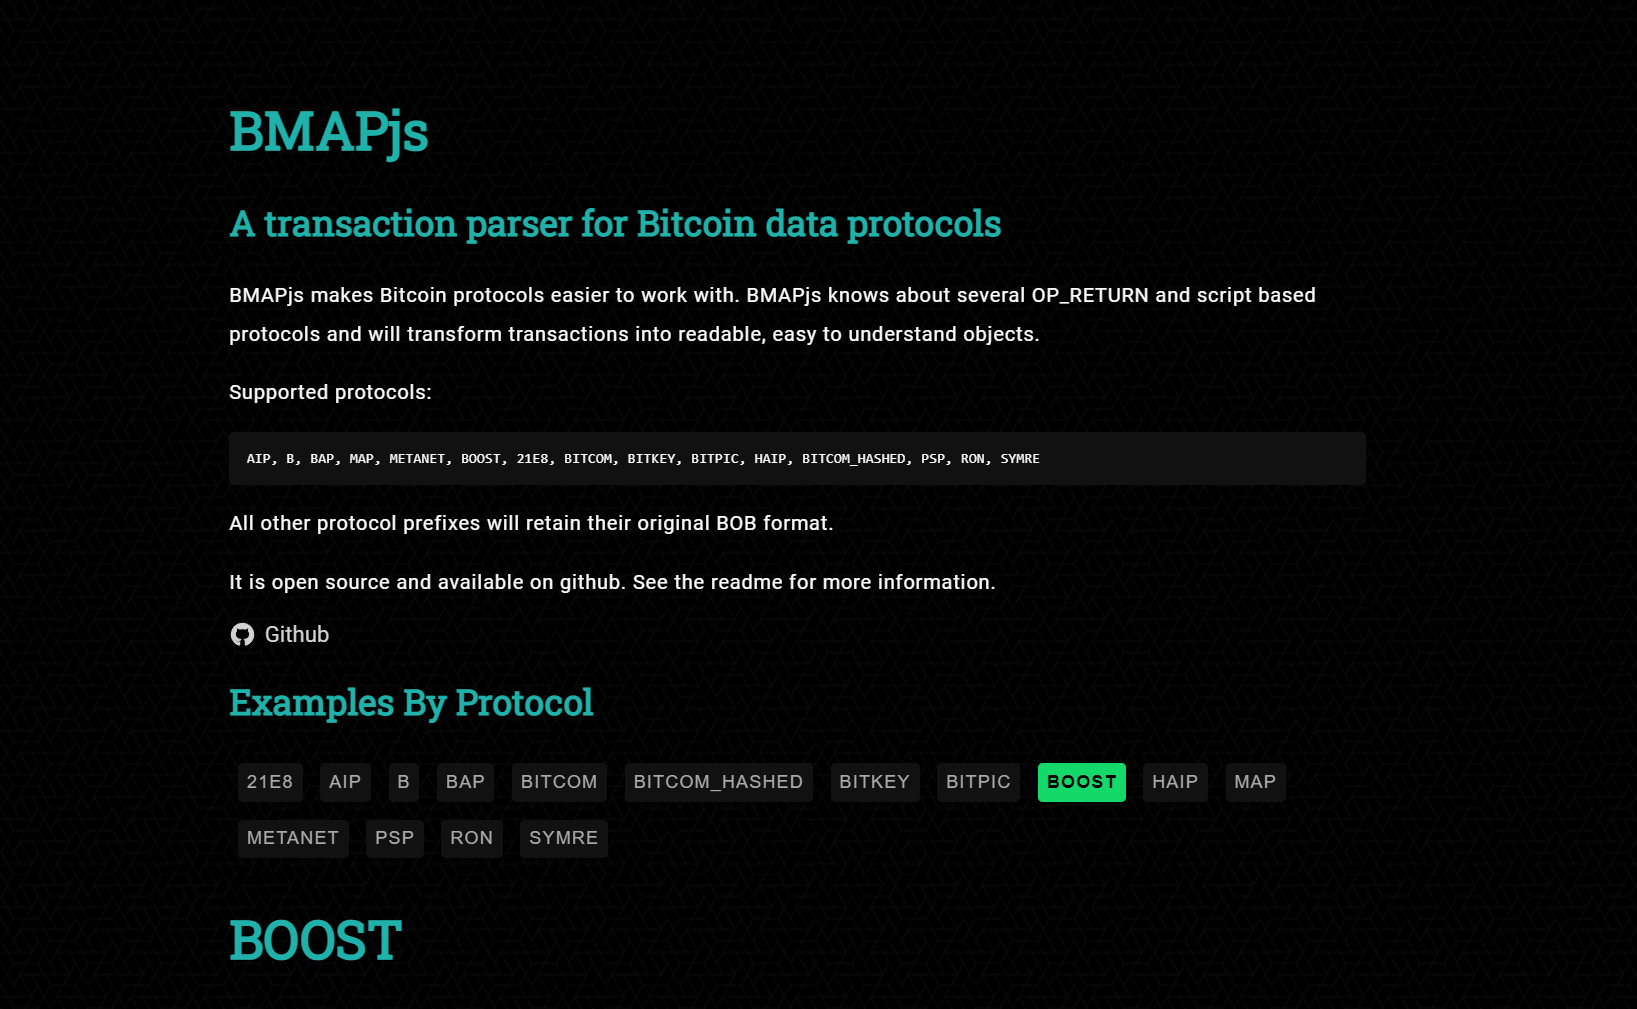 BMAPjs
A transaction parser for Bitcoin data protocols
BMAPjs makes Bitcoin protocols easier to work with. BMAPjs knows about several OP_RETURN and script based
protocols and will transform transactions into readable, easy to understand objects.
Supported protocols:
AIP, B, BAP, MAP, METANET, BOOST, 21E8, BITCOM, BITKEY, BITPIC, HAIP, BITCOM_HASHED, PSP, RON, SYMRE
All other protocol prefixes will retain their original BOB format.
It is open source and available on github. See the readme for more information.
Github
Examples By Protocol
21E8 AIP B BAP BITCOM BITCOM_HASHED BITKEY BITPIC BOOST HAIP MAP
METANET PSP RON SYMRE
BOOST